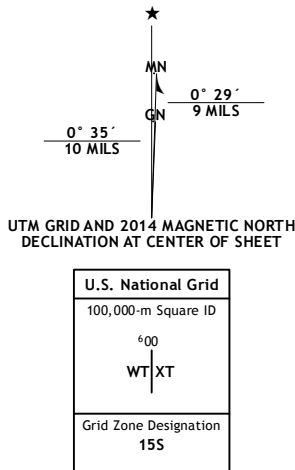 ★
MN
0° 29´
9 MILS
GN
0° 35´
10 MILS
UTM GRID AND 2014 MAGNETIC NORTH
DECLINATION AT CENTER OF SHEET
U.S. National Grid
100,000-m Square ID
⁶00
WT XT
Grid Zone Designation
15S